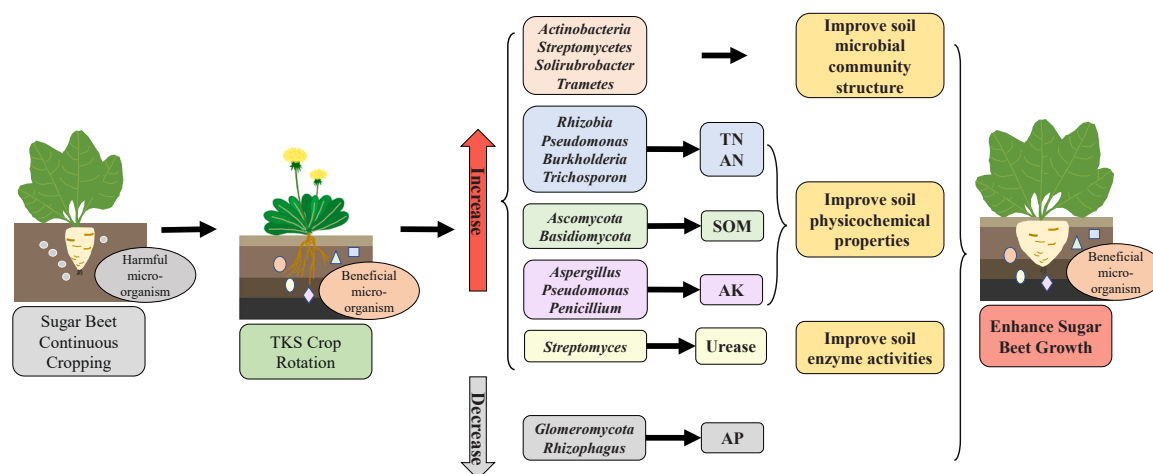 Harmful
micro-
organism
Sugar Beet
Continuous
Cropping
Beneficial
micro-
organism
TKS Crop
Rotation
Increase
Decrease
Actinobacteria
Streptomycetes
Solirubrobacter
Trametes
Improve soil
microbial
community
structure
Rhizobia
Pseudomonas
Burkholderia
Trichosporon
TN
AN
Ascomycota
Basidiomycota
SOM
Aspergillus
Pseudomonas
Penicillium
AK
Improve soil
physicochemical
properties
Streptomyces
Urease
Improve soil
enzyme activities
Glomeromycota
Rhizophagus
AP
Beneficial
micro-
organism
Enhance Sugar
Beet Growth